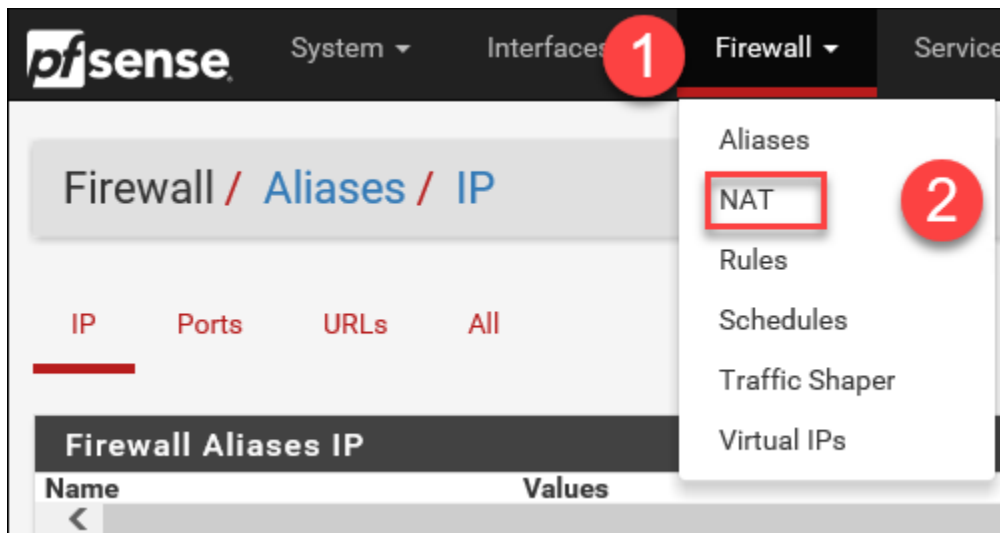 pfsense System Interfaces 1 Firewall Service
Aliases
Firewall / Aliases / IP
NAT 2
Rules
IP Ports URLs All
Schedules
Traffic Shaper
Firewall Aliases IP
Virtual IPs
Name Values